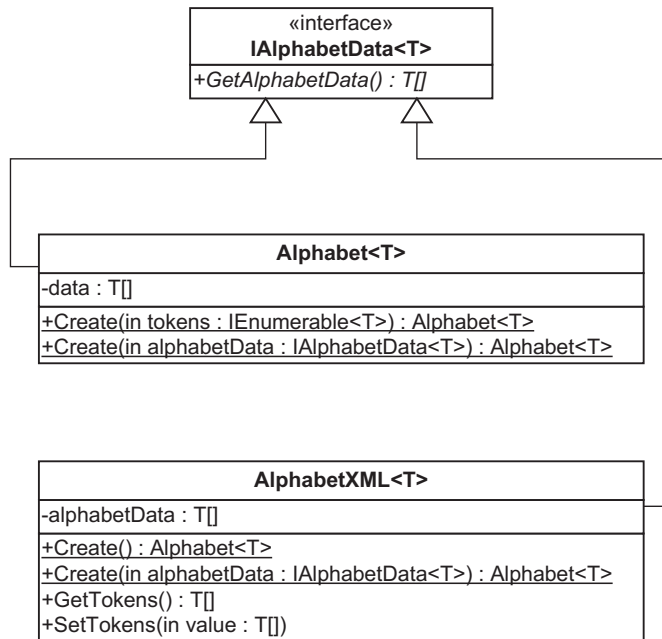 «interface»
IAlphabetData<T>
+GetAlphabetData() : T[]
Alphabet<T>
-data : T[]
+Create(in tokens : IEnumerable<T>) : Alphabet<T>
+Create(in alphabetData : IAlphabetData<T>) : Alphabet<T>
AlphabetXML<T>
-alphabetData : T[]
+Create() : Alphabet<T>
+Create(in alphabetData : IAlphabetData<T>) : Alphabet<T>
+GetTokens() : T[]
+SetTokens(in value : T[])